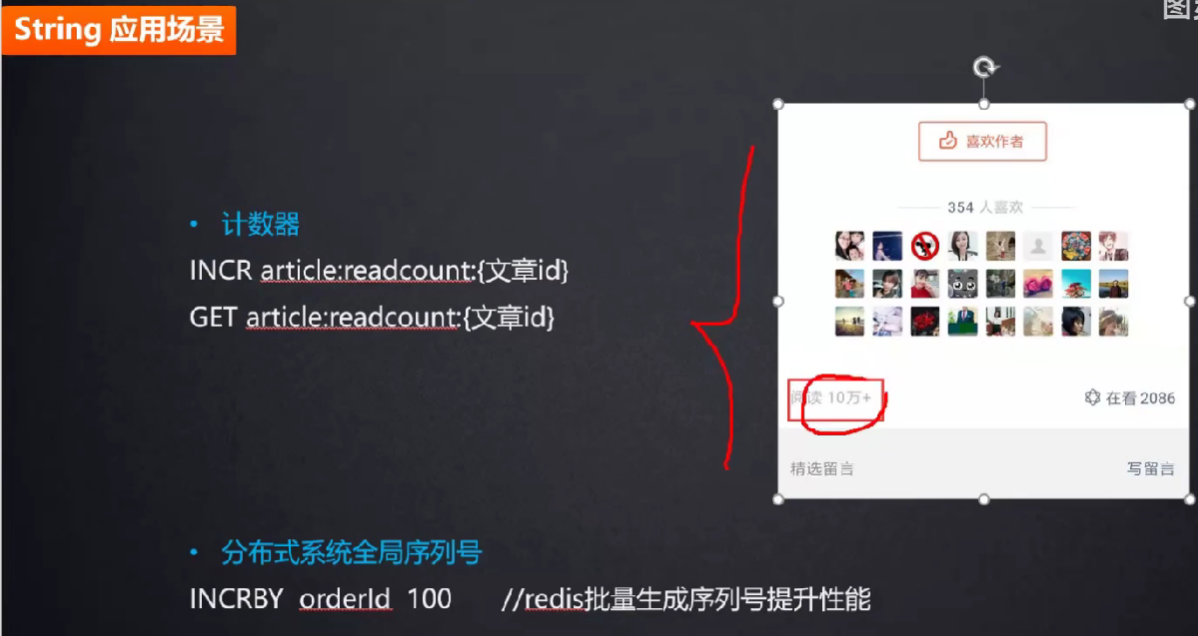 String 应用场景
计数器
INCR article:readcount:{文章id}
GET article:readcount:{文章id}
喜欢作者
354 人喜欢
阅读 10万+
在看 2086
精选留言
写留言
分布式系统全局序列号
INCRBY orderId 100 //redis批量生成序列号提升性能